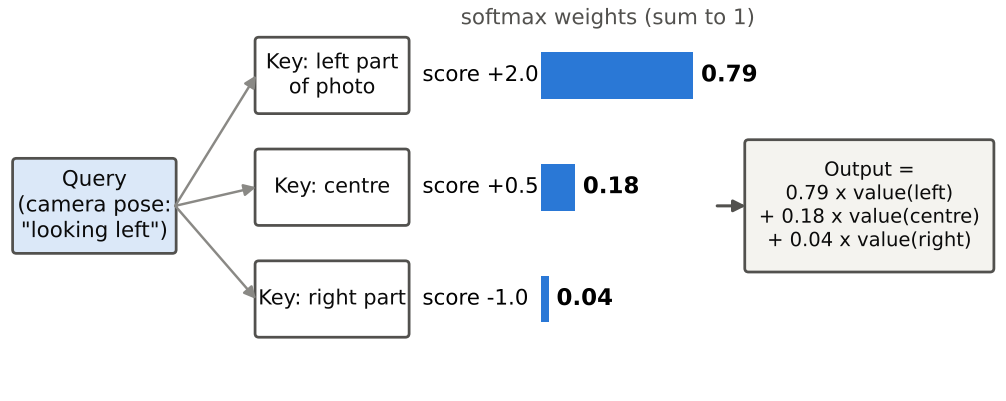 softmax weights (sum to 1)
Key: left part
of photo
score +2.0
0.79
Query
(camera pose:
"looking left")
Key: centre
score +0.5
0.18
Key: right part
score -1.0
0.04
Output =
0.79 x value(left)
+ 0.18 x value(centre)
+ 0.04 x value(right)